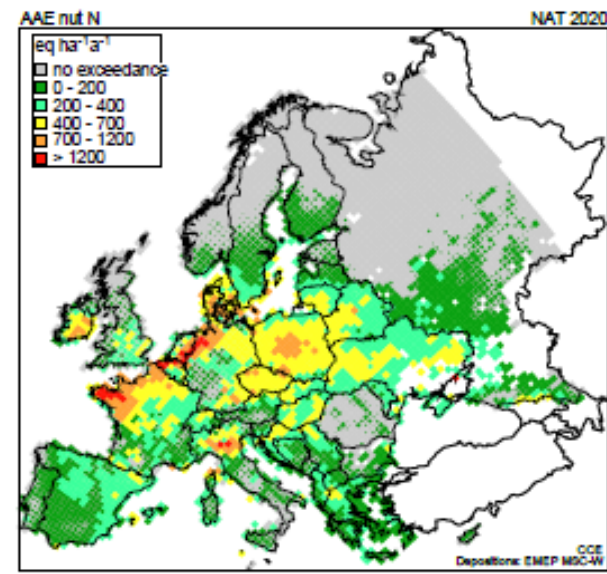 AAE nut N NAT 2020
eq ha⁻¹a⁻¹
no exceedance
0 - 200
200 - 400
400 - 700
700 - 1200
> 1200
CCE
Depositions: EMEP MSC-W